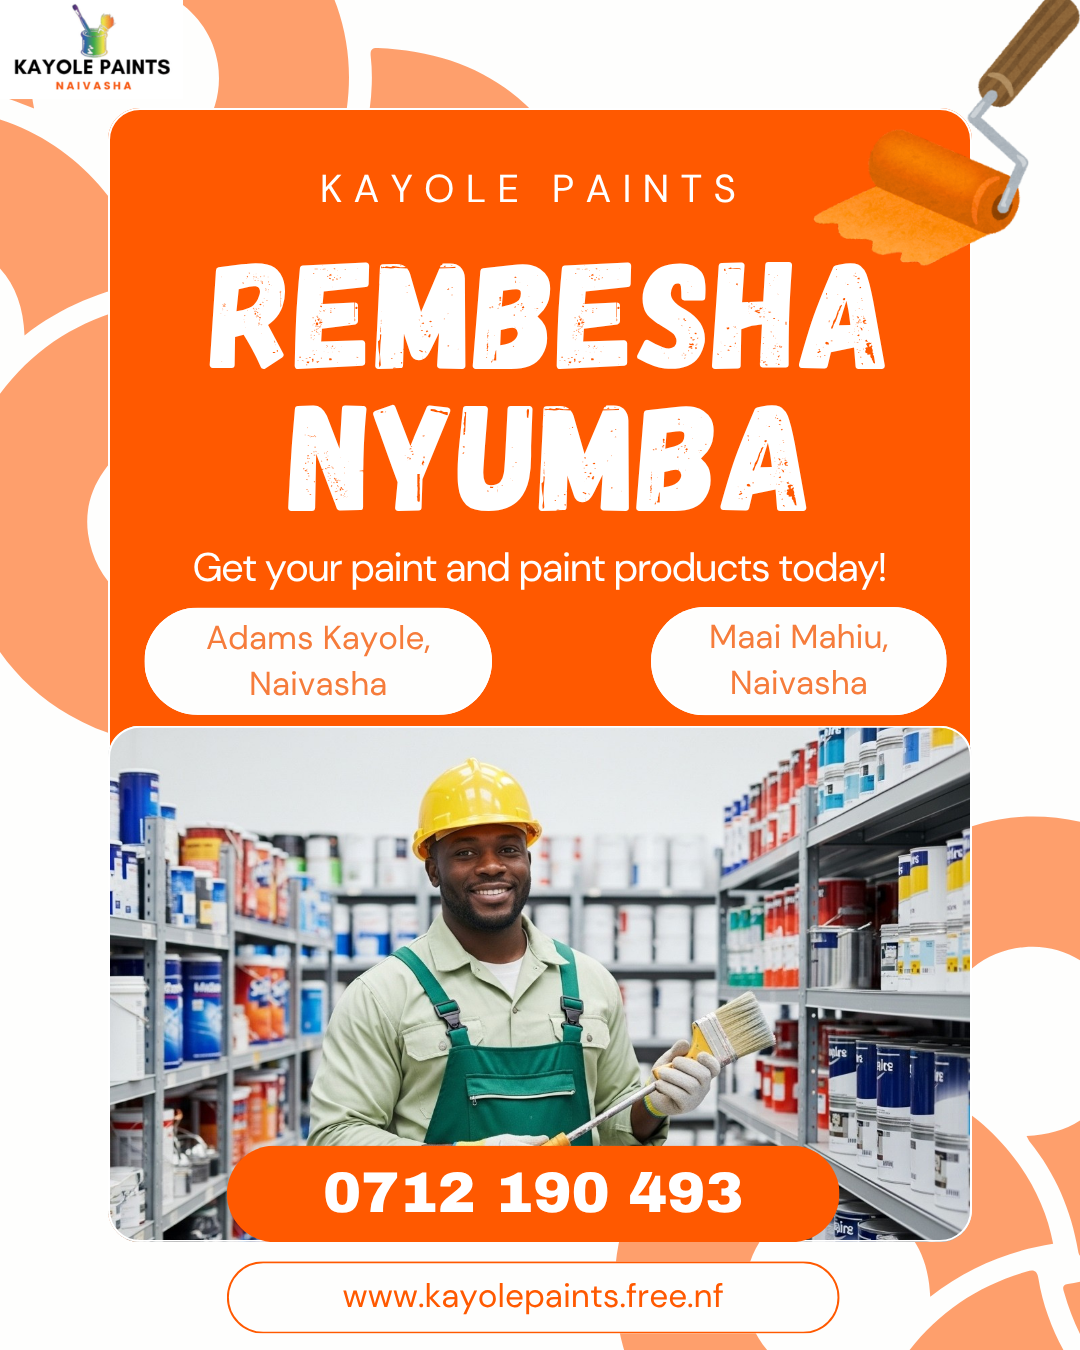 KAYOLE PAINTS
NAIVASHA
KAYOLE PAINTS
REMBESHA
NYUMBA
Get your paint and paint products today!
Adams Kayole,
Naivasha
Maai Mahiu,
Naivasha
0712 190 493
www.kayolepaints.free.nf